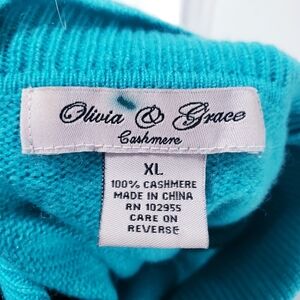 Olivia & Grace
Cashmere
XL
100% CASHMERE
MADE IN CHINA
RN 102955
CARE ON
REVERSE